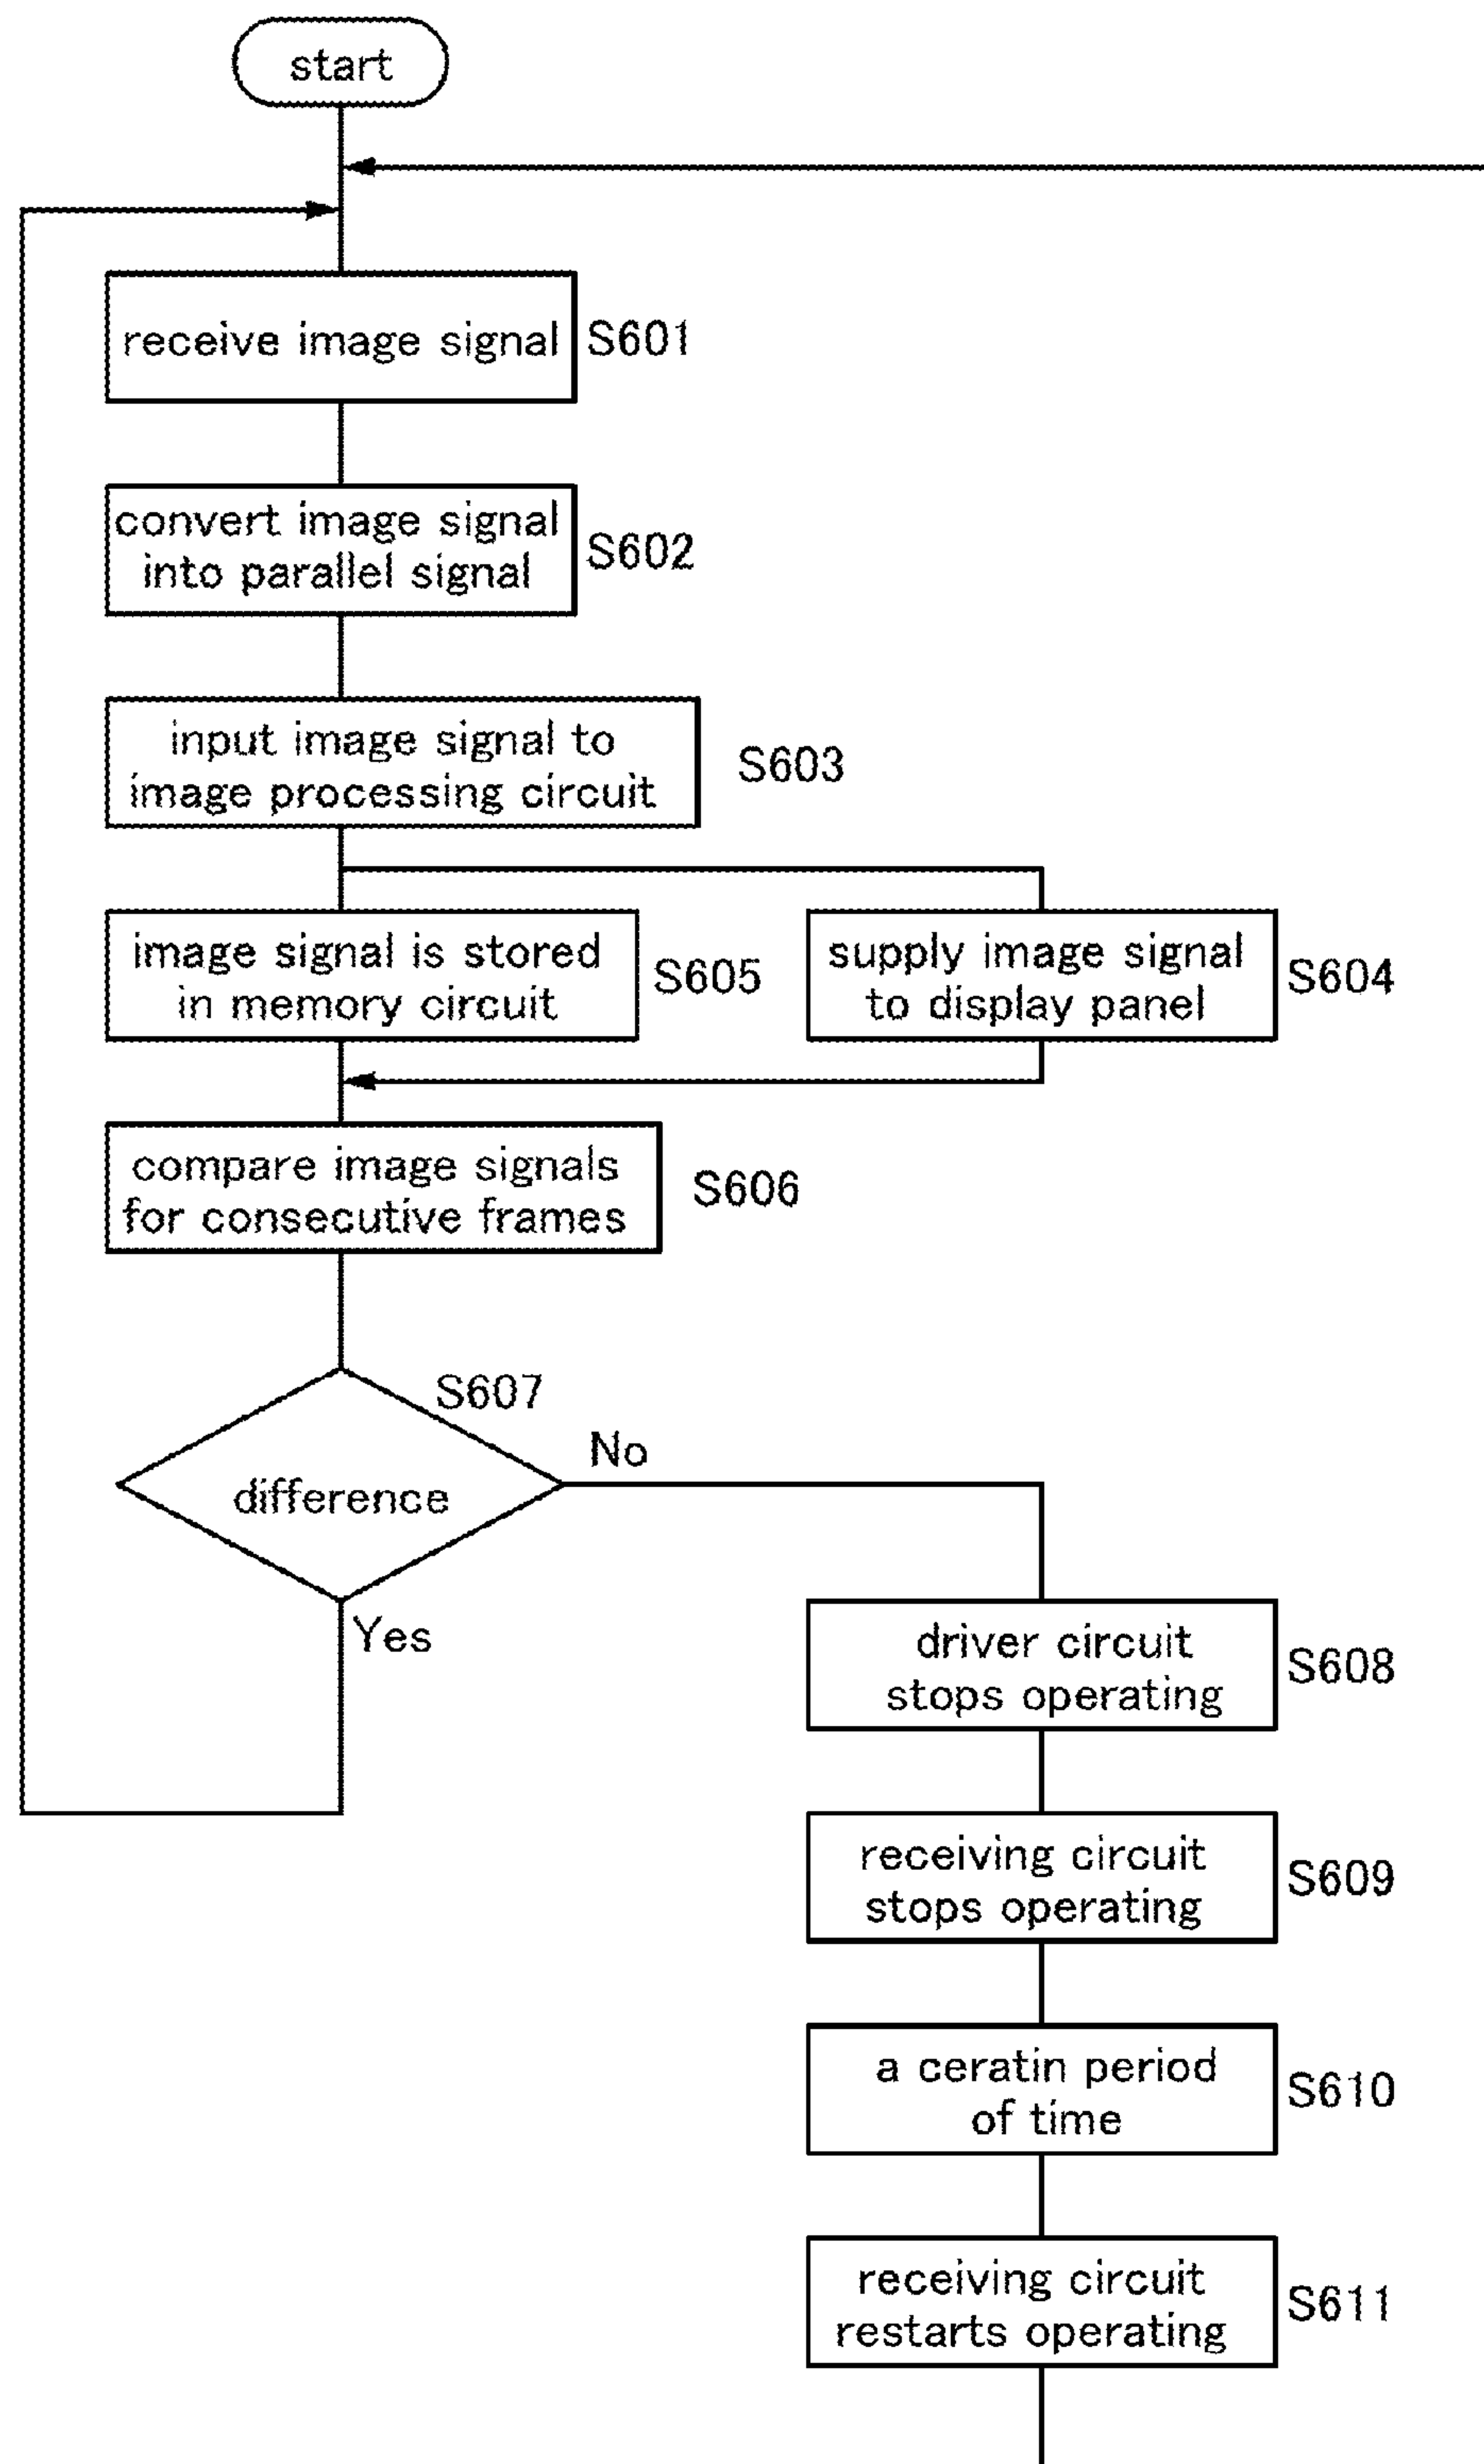 start
receive image signal
S601
convert image signal
into parallel signal
S602
input image signal to
image processing circuit
S603
image signal is stored
in memory circuit
S605
supply image signal
to display panel
S604
compare image signals
for consecutive frames
S606
S607
difference
No
Yes
driver circuit
stops operating
S608
receiving circuit
stops operating
S609
a ceratin period
of time
S610
receiving circuit
restarts operating
S611